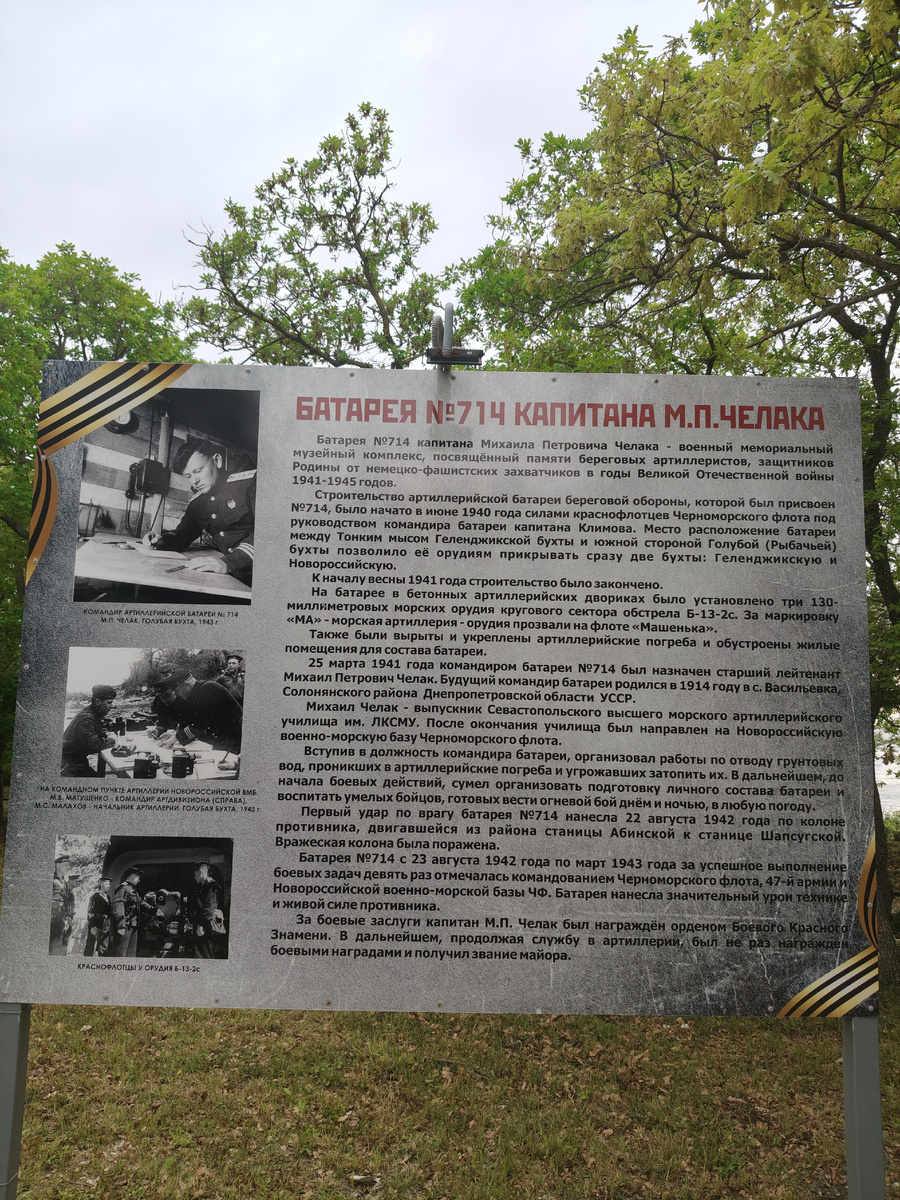 БАТАРЕЯ №714 КАПИТАНА М.П.ЧЕЛАКА
Батарея №714 капитана Михаила Петровича Челака - военный мемориальный
музейный комплекс, посвящённый памяти береговых артиллеристов, защитников
Родины от немецко-фашистских захватчиков в годы Великой Отечественной войны
1941-1945 годов.
Строительство артиллерийской батареи береговой обороны, которой был присвоен
№714, было начато в июне 1940 года силами краснофлотцев Черноморского флота под
руководством командира батареи капитана Климова. Место расположение батареи
между Тонким мысом Геленджикской бухты и южной стороной Голубой (Рыбачьей)
бухты позволило её орудиям прикрывать сразу две бухты: Геленджикскую и
Новороссийскую.
К началу весны 1941 года строительство было закончено.
На батарее в бетонных артиллерийских двориках было установлено три 130-
миллиметровых морских орудия кругового сектора обстрела Б-13-2с. За маркировку
«МА» - морская артиллерия - орудия прозвали на флоте «Машенька».
Также были вырыты и укреплены артиллерийские погреба и обустроены жилые
помещения для состава батареи.
25 марта 1941 года командиром батареи №714 был назначен старший лейтенант
Михаил Петрович Челак. Будущий командир батареи родился в 1914 году в с. Васильевка,
Солонянского района Днепропетровской области УССР.
Михаил Челак - выпускник Севастопольского высшего морского артиллерийского
училища им. ЛКСМУ. После окончания училища был направлен на Новороссийскую
военно-морскую базу Черноморского флота.
Вступив в должность командира батареи, организовал работы по отводу грунтовых
вод, проникших в артиллерийские погреба и угрожавших затопить их. В дальнейшем, до
начала боевых действий, сумел организовать подготовку личного состава батареи и
воспитать умелых бойцов, готовых вести огневой бой днём и ночью, в любую погоду.
Первый удар по врагу батарея №714 нанесла 22 августа 1942 года по колоне
противника, двигавшейся из района станицы Абинской к станице Шапсугской.
Вражеская колона была поражена.
Батарея №714 с 23 августа 1942 года по март 1943 года за успешное выполнение
боевых задач девять раз отмечалась командованием Черноморского флота, 47-й армии и
Новороссийской военно-морской базы ЧФ. Батарея нанесла значительный урон технике
и живой силе противника.
За боевые заслуги капитан М.П. Челак был награждён орденом Боевого Красного
Знамени. В дальнейшем, продолжая службу в артиллерии, был не раз награждён
боевыми наградами и получил звание майора.
КОМАНДИР АРТИЛЛЕРИЙСКОЙ БАТАРЕИ № 714
М.П. ЧЕЛАК. ГОЛУБАЯ БУХТА, 1943 г.
НА КОМАНДНОМ ПУНКТЕ АРТИЛЛЕРИИ НОВОРОССИЙСКОЙ ВМБ.
М.В. МАТУШЕНКО - КОМАНДИР АРТДИВИЗИОНА (СПРАВА),
М.С. МАЛАХОВ - НАЧАЛЬНИК АРТИЛЛЕРИИ. ГОЛУБАЯ БУХТА, 1943 г.
КРАСНОФЛОТЦЫ У ОРУДИЯ Б-13-2с